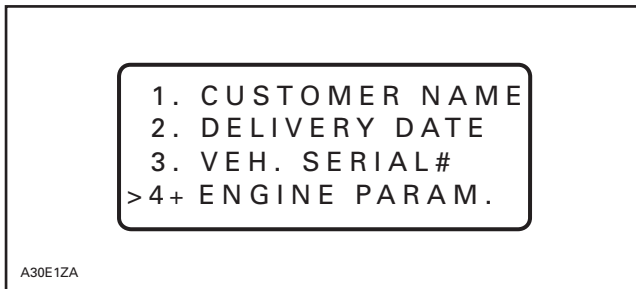 1. CUSTOMER NAME
2. DELIVERY DATE
3. VEH. SERIAL#
>4+ ENGINE PARAM.
A30E1ZA